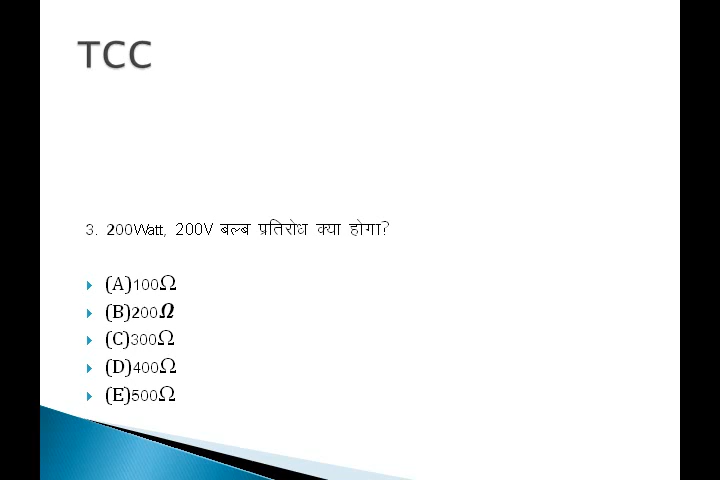 TCC
3. 200Watt, 200V बल्ब प्रतिरोध क्या होगा?
(A)100Ω
(B)200Ω
(C)300Ω
(D)400Ω
(E)500Ω